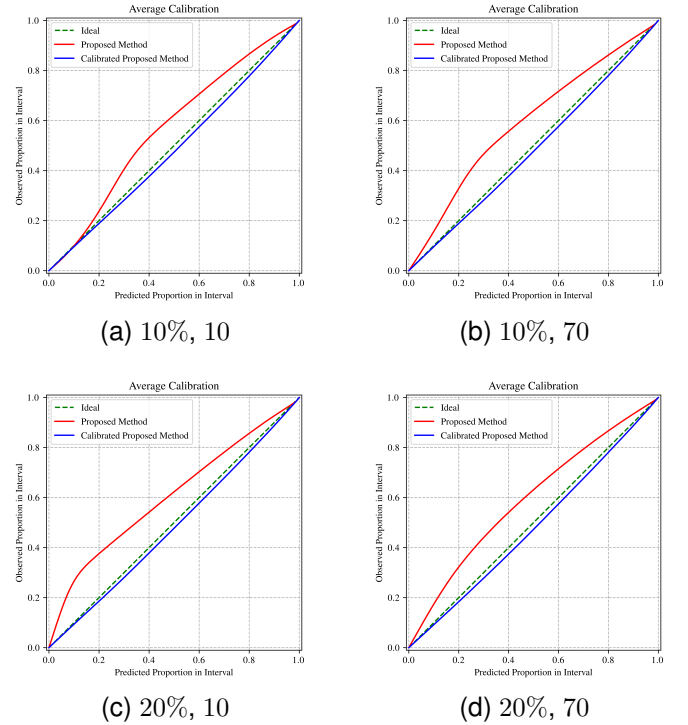 Average Calibration
Ideal
Proposed Method
Calibrated Proposed Method
Observed Proportion in Interval
1.0
0.8
0.6
0.4
0.2
0.0
0.0 0.2 0.4 0.6 0.8 1.0
Predicted Proportion in Interval
(a) 10%, 10
Average Calibration
Ideal
Proposed Method
Calibrated Proposed Method
Observed Proportion in Interval
1.0
0.8
0.6
0.4
0.2
0.0
0.0 0.2 0.4 0.6 0.8 1.0
Predicted Proportion in Interval
(b) 10%, 70
Average Calibration
Ideal
Proposed Method
Calibrated Proposed Method
Observed Proportion in Interval
1.0
0.8
0.6
0.4
0.2
0.0
0.0 0.2 0.4 0.6 0.8 1.0
Predicted Proportion in Interval
(c) 20%, 10
Average Calibration
Ideal
Proposed Method
Calibrated Proposed Method
Observed Proportion in Interval
1.0
0.8
0.6
0.4
0.2
0.0
0.0 0.2 0.4 0.6 0.8 1.0
Predicted Proportion in Interval
(d) 20%, 70